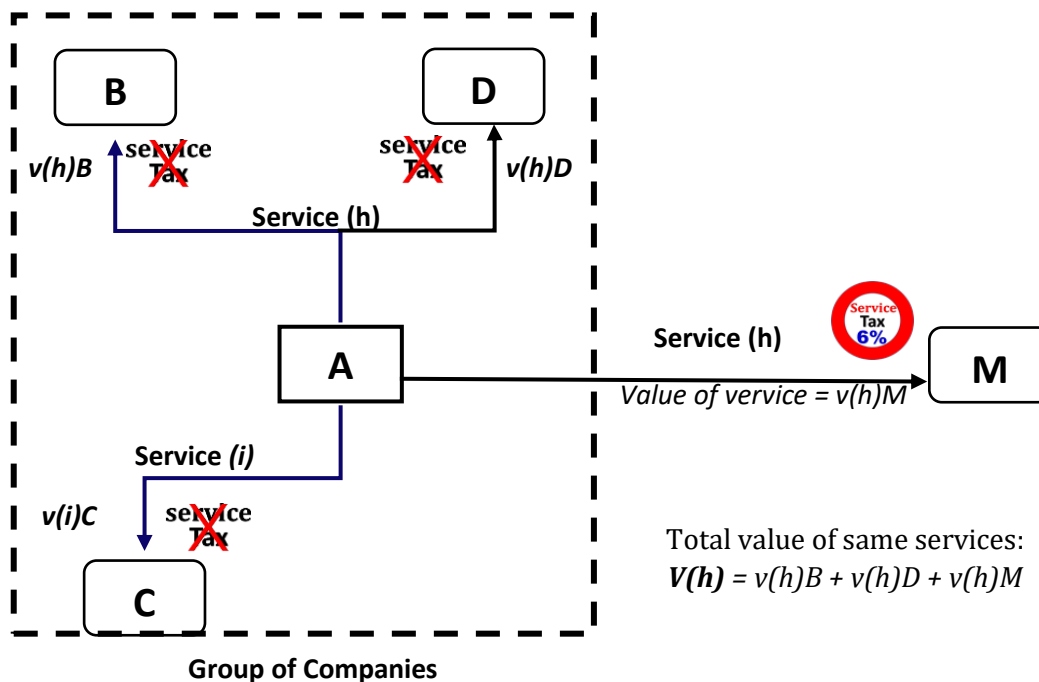 B
D
service
Tax
service
Tax
v(h)B
v(h)D
Service (h)
Service
Tax
6%
Service (h)
A
M
Value of vervice = v(h)M
Service (i)
v(i)C
service
Tax
Total value of same services:
V(h) = v(h)B + v(h)D + v(h)M
C
Group of Companies